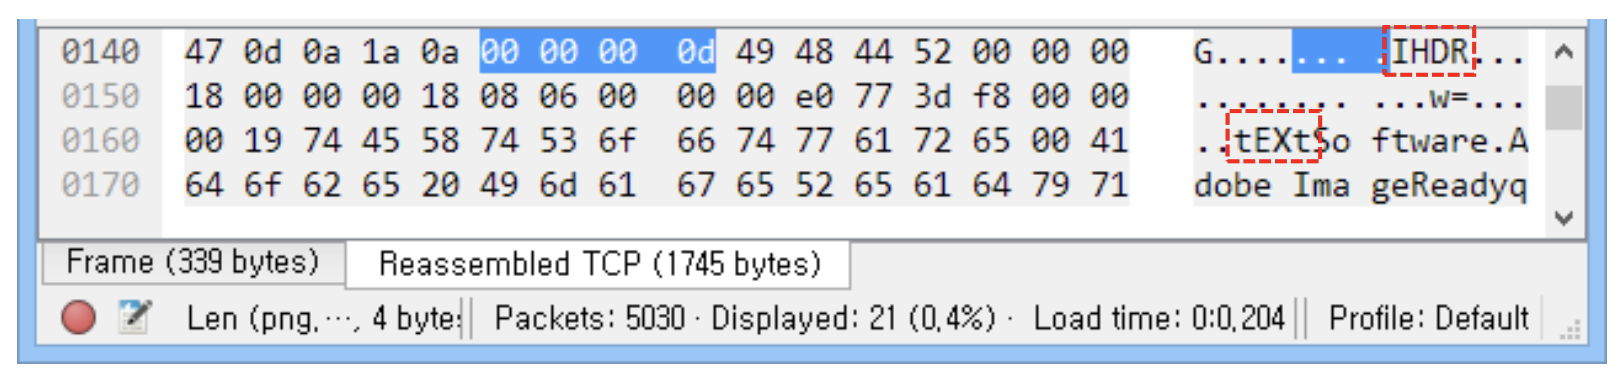 0140 47 0d 0a 1a 0a 00 00 00 0d 49 48 44 52 00 00 00 G....... .IHDR...
0150 18 00 00 00 18 08 06 00 00 00 e0 77 3d f8 00 00 ........ ...w=...
0160 00 19 74 45 58 74 53 6f 66 74 77 61 72 65 00 41 ..tEXtSo ftware.A
0170 64 6f 62 65 20 49 6d 61 67 65 52 65 61 64 79 71 dobe Ima geReadyq
Frame (339 bytes) Reassembled TCP (1745 bytes)
Len (png,…, 4 byte Packets: 5030 · Displayed: 21 (0,4%) · Load time: 0:0,204 Profile: Default